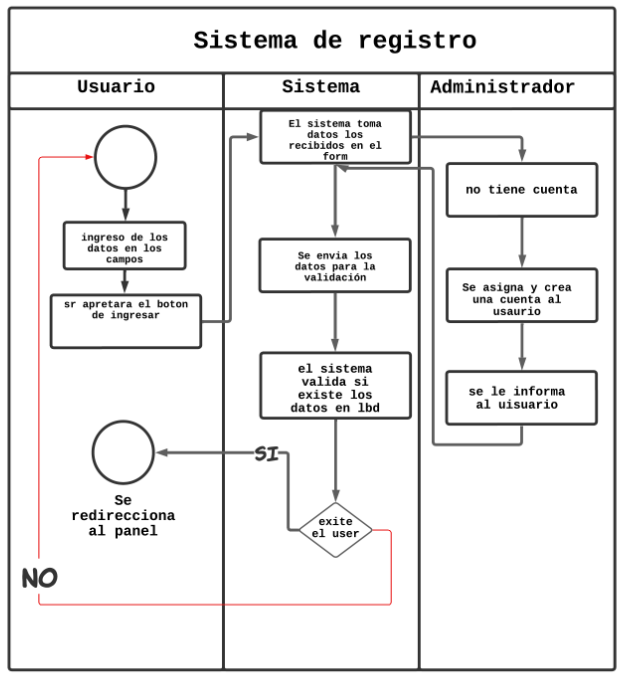 Sistema de registro
Usuario
Sistema
Administrador
El sistema toma
datos los
recibidos en el
form
no tiene cuenta
ingreso de los
datos en los
campos
Se envia los
datos para la
validación
Se asigna y crea
una cuenta al
usaurio
sr apretara el boton
de ingresar
el sistema
valida si
existe los
datos en lbd
se le informa
al uisuario
SI
Se
redirecciona
al panel
exite
el user
NO